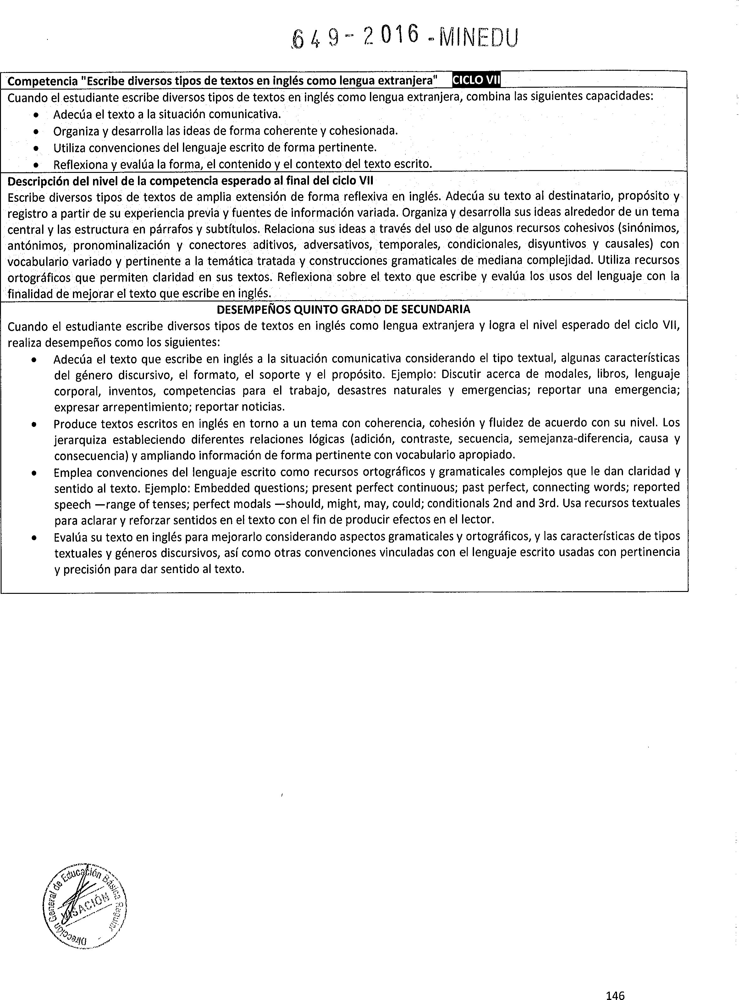 649-2016-MINEDU
Competencia "Escribe diversos tipos de textos en inglés como lengua extranjera" CICLO VII
Cuando el estudiante escribe diversos tipos de textos en inglés como lengua extranjera, combina las siguientes capacidades:
• Adecúa el texto a la situación comunicativa.
• Organiza y desarrolla las ideas de forma coherente y cohesionada.
• Utiliza convenciones del lenguaje escrito de forma pertinente.
• Reflexiona y evalúa la forma, el contenido y el contexto del texto escrito.
Descripción del nivel de la competencia esperado al final del ciclo VII
Escribe diversos tipos de textos de amplia extensión de forma reflexiva en inglés. Adecúa su texto al destinatario, propósito y
registro a partir de su experiencia previa y fuentes de información variada. Organiza y desarrolla sus ideas alrededor de un tema
central y las estructura en párrafos y subtítulos. Relaciona sus ideas a través del uso de algunos recursos cohesivos (sinónimos,
antónimos, pronominalización y conectores aditivos, adversativos, temporales, condicionales, disyuntivos y causales) con
vocabulario variado y pertinente a la temática tratada y construcciones gramaticales de mediana complejidad. Utiliza recursos
ortográficos que permiten claridad en sus textos. Reflexiona sobre el texto que escribe y evalúa los usos del lenguaje con la
finalidad de mejorar el texto que escribe en inglés.
DESEMPEÑOS QUINTO GRADO DE SECUNDARIA
Cuando el estudiante escribe diversos tipos de textos en inglés como lengua extranjera y logra el nivel esperado del ciclo VII,
realiza desempeños como los siguientes:
• Adecúa el texto que escribe en inglés a la situación comunicativa considerando el tipo textual, algunas características
del género discursivo, el formato, el soporte y el propósito. Ejemplo: Discutir acerca de modales, libros, lenguaje
corporal, inventos, competencias para el trabajo, desastres naturales y emergencias; reportar una emergencia;
expresar arrepentimiento; reportar noticias.
• Produce textos escritos en inglés en torno a un tema con coherencia, cohesión y fluidez de acuerdo con su nivel. Los
jerarquiza estableciendo diferentes relaciones lógicas (adición, contraste, secuencia, semejanza-diferencia, causa y
consecuencia) y ampliando información de forma pertinente con vocabulario apropiado.
• Emplea convenciones del lenguaje escrito como recursos ortográficos y gramaticales complejos que le dan claridad y
sentido al texto. Ejemplo: Embedded questions; present perfect continuous; past perfect, connecting words; reported
speech —range of tenses; perfect modals —should, might, may, could; conditionals 2nd and 3rd. Usa recursos textuales
para aclarar y reforzar sentidos en el texto con el fin de producir efectos en el lector.
• Evalúa su texto en inglés para mejorarlo considerando aspectos gramaticales y ortográficos, y las características de tipos
textuales y géneros discursivos, así como otras convenciones vinculadas con el lenguaje escrito usadas con pertinencia
y precisión para dar sentido al texto.
Dirección General de Educación Básica Regular
VISACIÓN
146